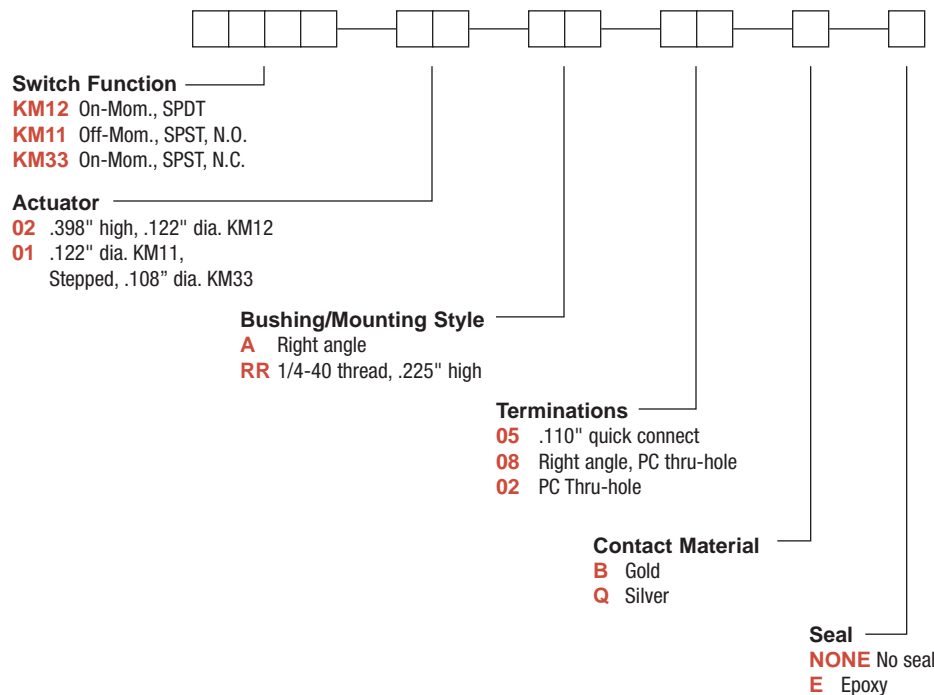 Switch Function
KM12 On-Mom., SPDT
KM11 Off-Mom., SPST, N.O.
KM33 On-Mom., SPST, N.C.
Actuator
02 .398" high, .122" dia. KM12
01 .122" dia. KM11,
Stepped, .108” dia. KM33
Bushing/Mounting Style
A Right angle
RR 1/4-40 thread, .225" high
Terminations
05 .110" quick connect
08 Right angle, PC thru-hole
02 PC Thru-hole
Contact Material
B Gold
Q Silver
Seal
NONE No seal
E Epoxy